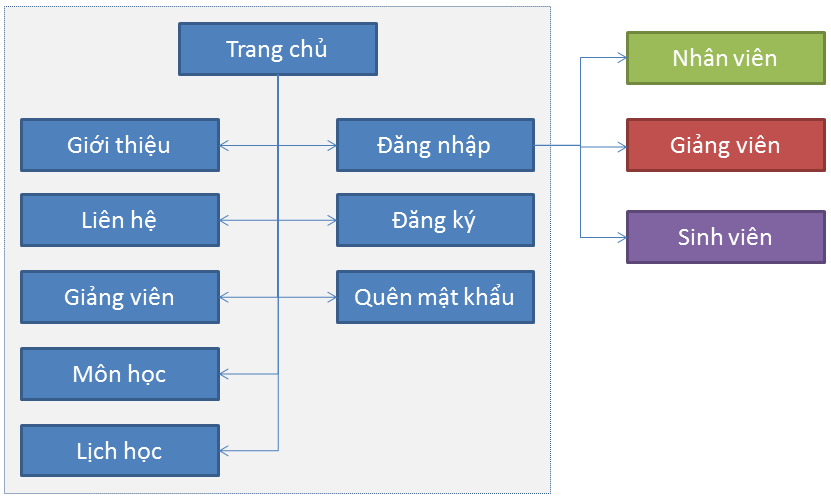 Trang chủ
Giới thiệu
Đăng nhập
Liên hệ
Đăng ký
Giảng viên
Quên mật khẩu
Môn học
Lịch học
Nhân viên
Giảng viên
Sinh viên